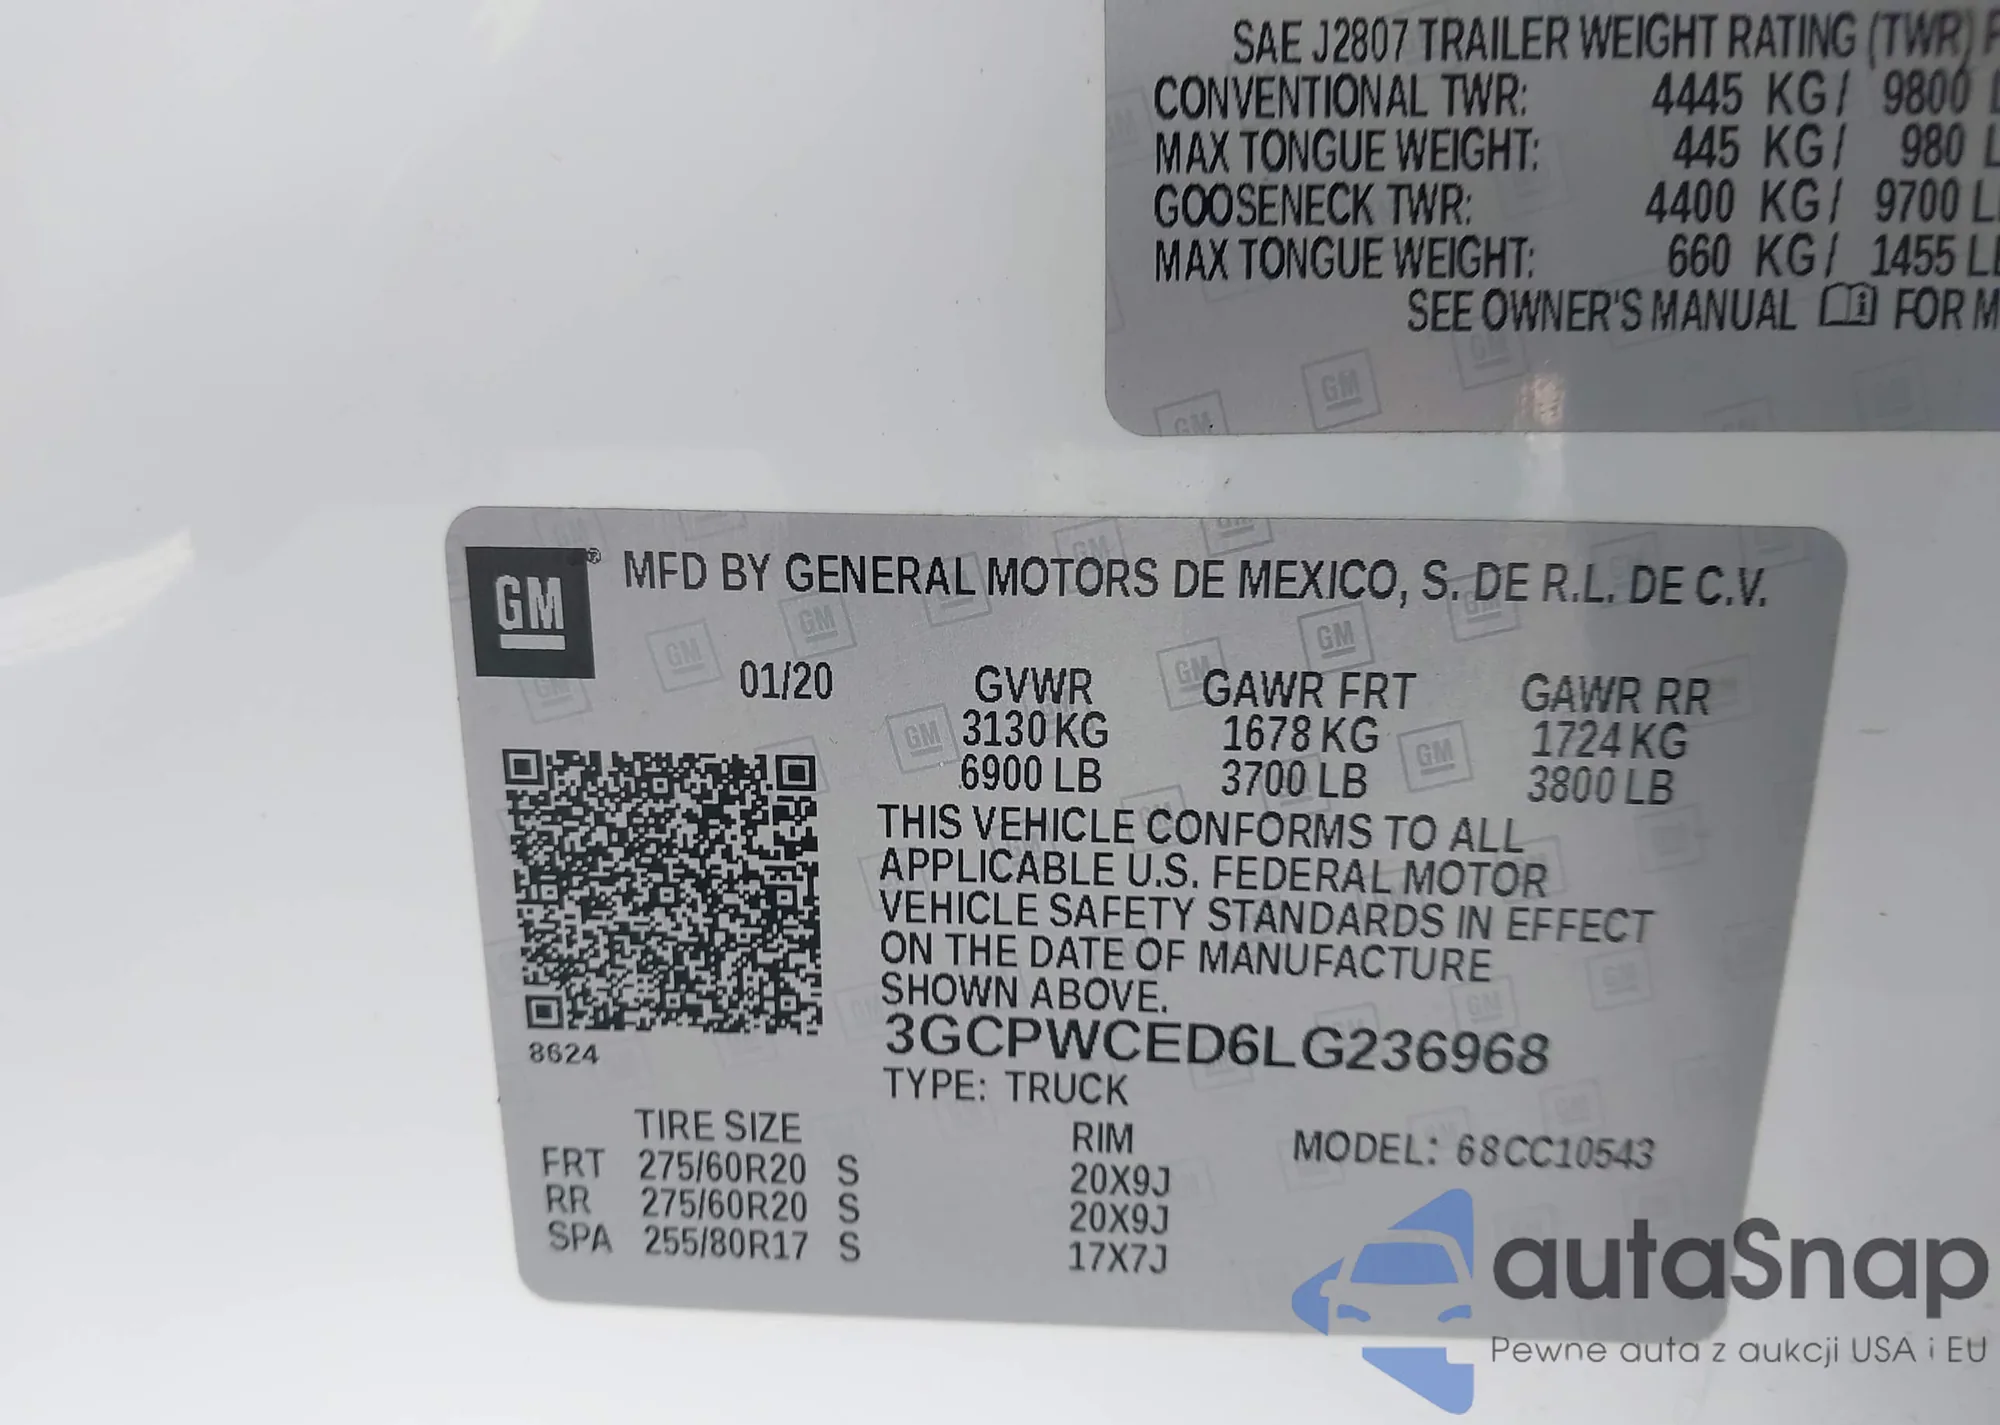 SAE J2807 TRAILER WEIGHT RATING (TWR)
CONVENTIONAL TWR: 4445 KG / 9800
MAX TONGUE WEIGHT: 445 KG / 980
GOOSENECK TWR: 4400 KG / 9700
MAX TONGUE WEIGHT: 660 KG / 1455
SEE OWNER'S MANUAL FOR
GM® MFD BY GENERAL MOTORS DE MEXICO, S. DE R.L. DE C.V.
01/20 GVWR GAWR FRT GAWR RR
3130 KG 1678 KG 1724 KG
6900 LB 3700 LB 3800 LB
THIS VEHICLE CONFORMS TO ALL
APPLICABLE U.S. FEDERAL MOTOR
VEHICLE SAFETY STANDARDS IN EFFECT
ON THE DATE OF MANUFACTURE
SHOWN ABOVE.
3GCPWCED6LG236968
8624
TYPE: TRUCK
TIRE SIZE RIM MODEL: 68CC10543
FRT 275/60R20 S 20X9J
RR 275/60R20 S 20X9J
SPA 255/80R17 S 17X7J
autaSnap
Pewne auta z aukcji USA i EU